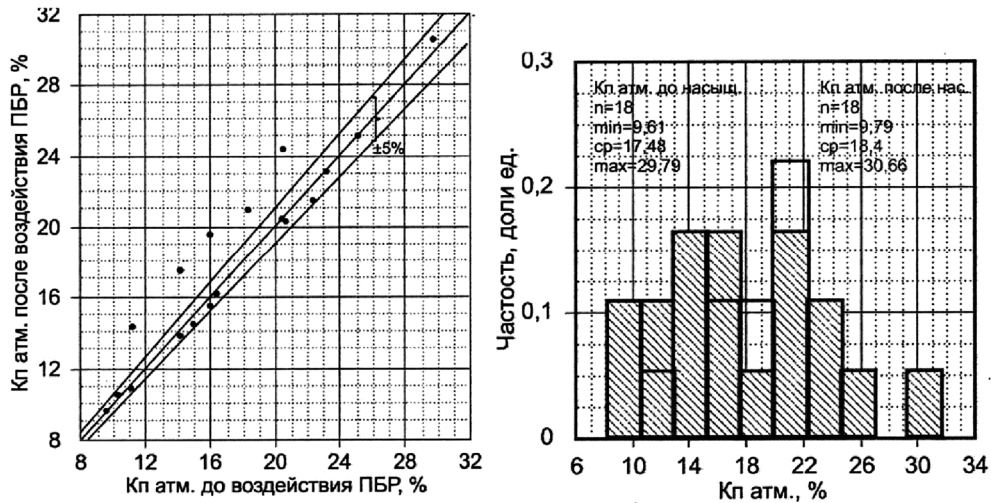 32
28
24
20
16
12
8
Кп атм. после воздействия ПБР, %
±5%
8 12 16 20 24 28 32
Кп атм. до воздействия ПБР, %
0,3
0,2
0,1
0
Частость, доли ед.
Кп атм. до насыщ.
n=18
min=9,61
ср=17,48
max=29,79
Кп атм. после нас.
n=18
min=9,79
ср=18,4
max=30,66
6 10 14 18 22 26 30 34
Кп атм., %